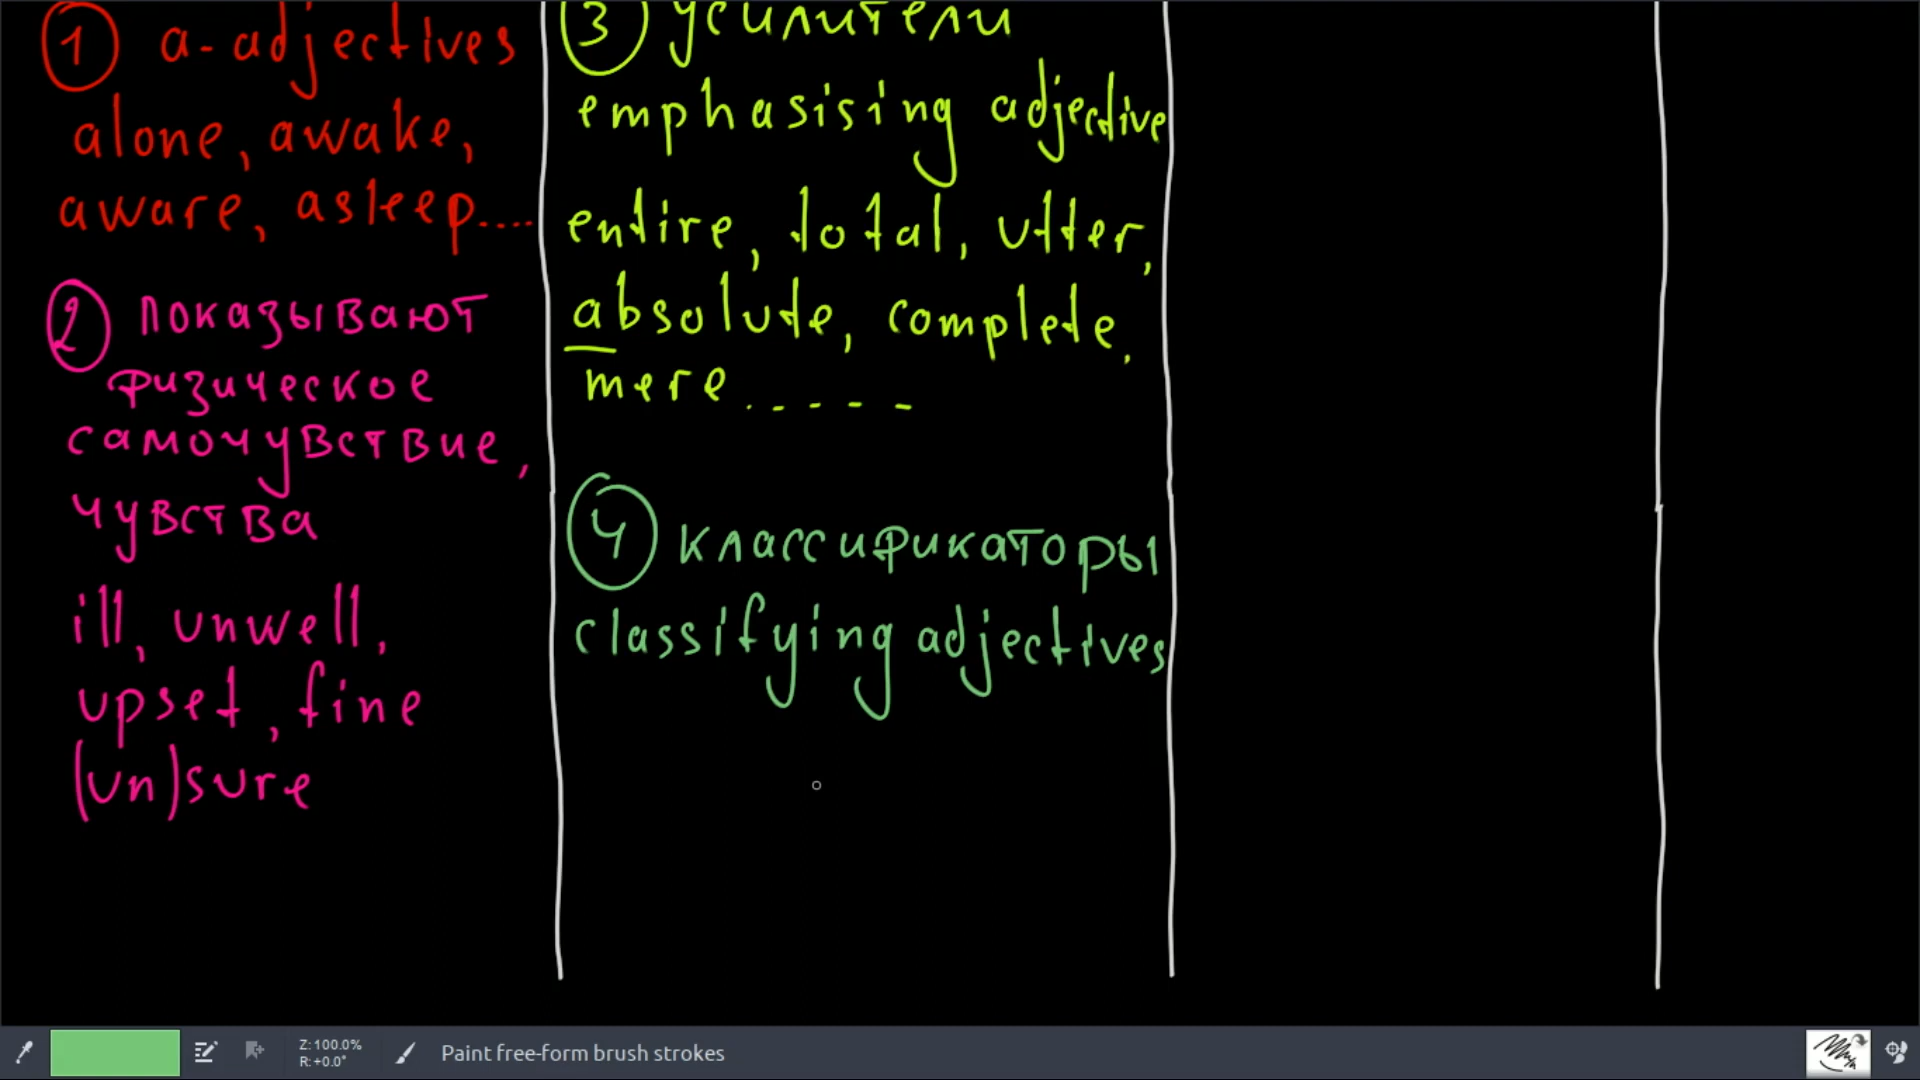 1 a-adjectives
alone, awake,
aware, asleep....
2 показывают
физическое
самочувствие,
чувства
ill, unwell,
upset, fine
(un)sure
3 усилители
emphasising adjective
entire, total, utter,
absolute, complete,
mere.....
4 классификаторы
classifying adjectives
Z: 100.0%
R: +0.0°
Paint free-form brush strokes